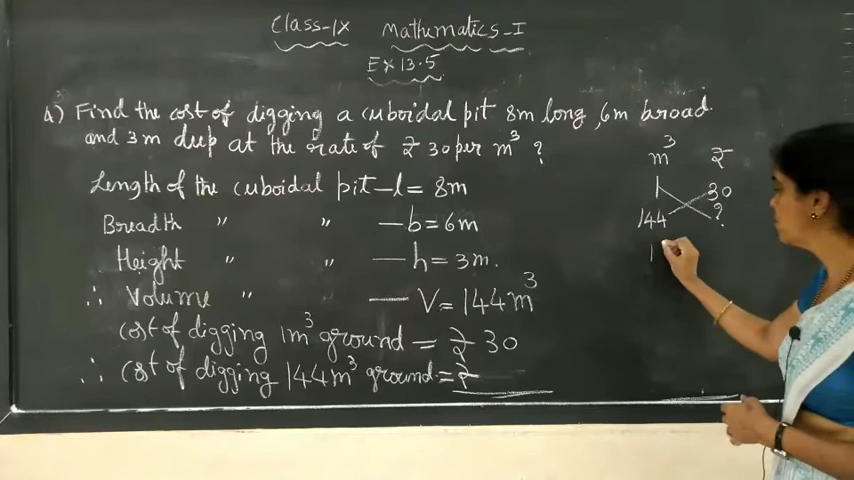 Class-IX Mathematics-I
Ex 13.5
4) Find the cost of digging a cuboidal pit 8m long, 6m broad
and 3m deep at the rate of ₹ 30 per m³ ?
m³ ₹
1 30
144 ?
1
Length of the cuboidal pit - l = 8m
Breadth " " - b = 6m
Height " " - h = 3m.
∴ Volume " - V = 144m³
cost of digging 1m³ ground = ₹ 30
∴ Cost of digging 144m³ ground = ₹